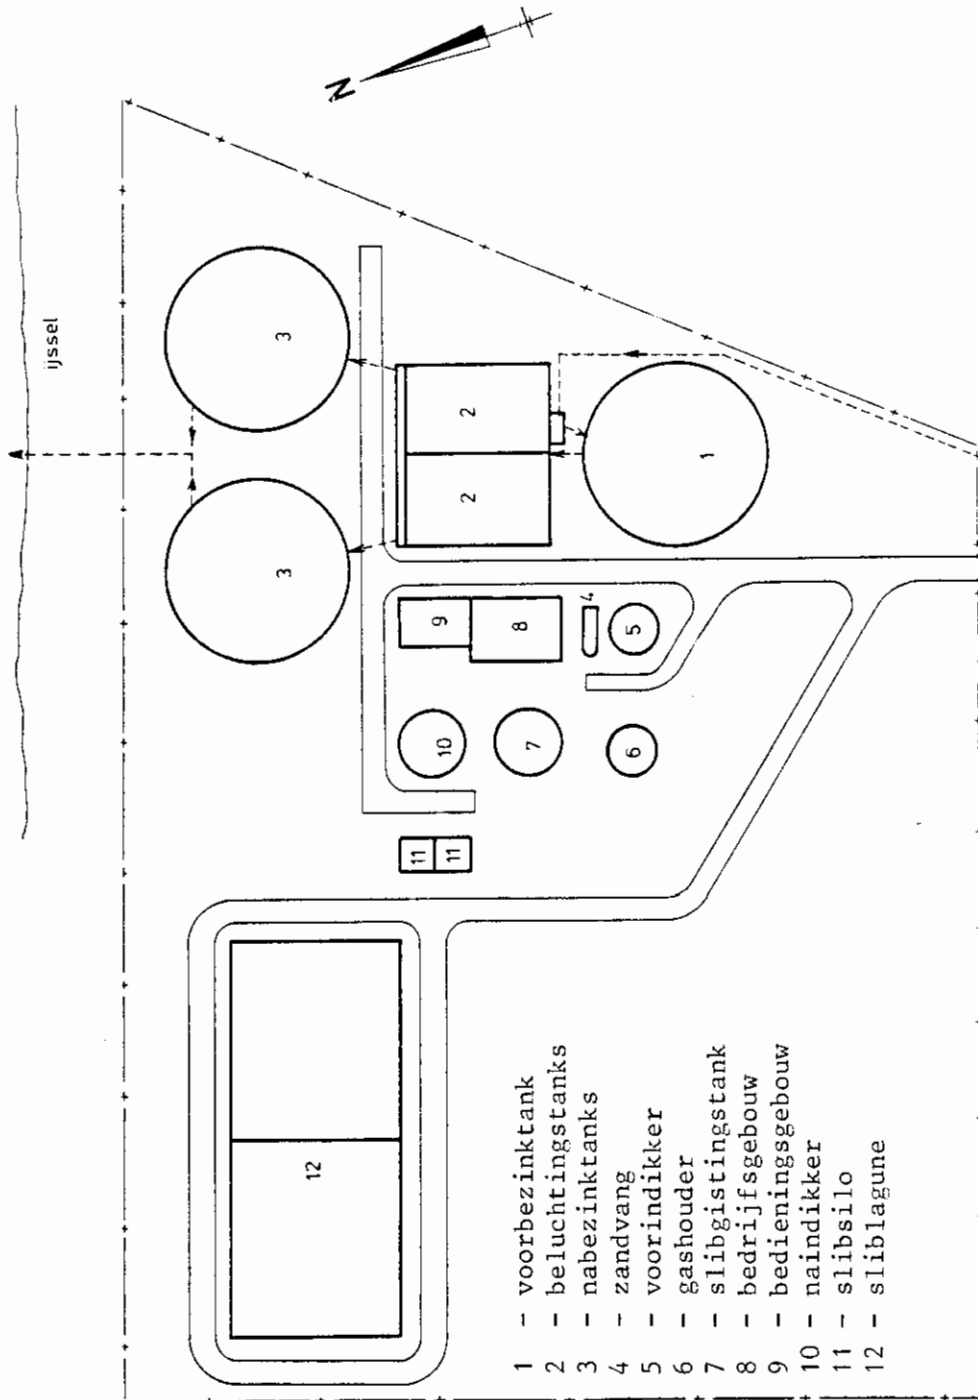 N
ijssel
3
3
2
2
1
9
8
4
5
10
7
6
11
11
12
1 - voorbezinktank
2 - beluchtingstanks
3 - nabezinktanks
4 - zandvang
5 - voorindikker
6 - gashouder
7 - slibgistingstank
8 - bedrijfsgebouw
9 - bedieningsgebouw
10 - naindikker
11 - slibsilo
12 - sliblagune